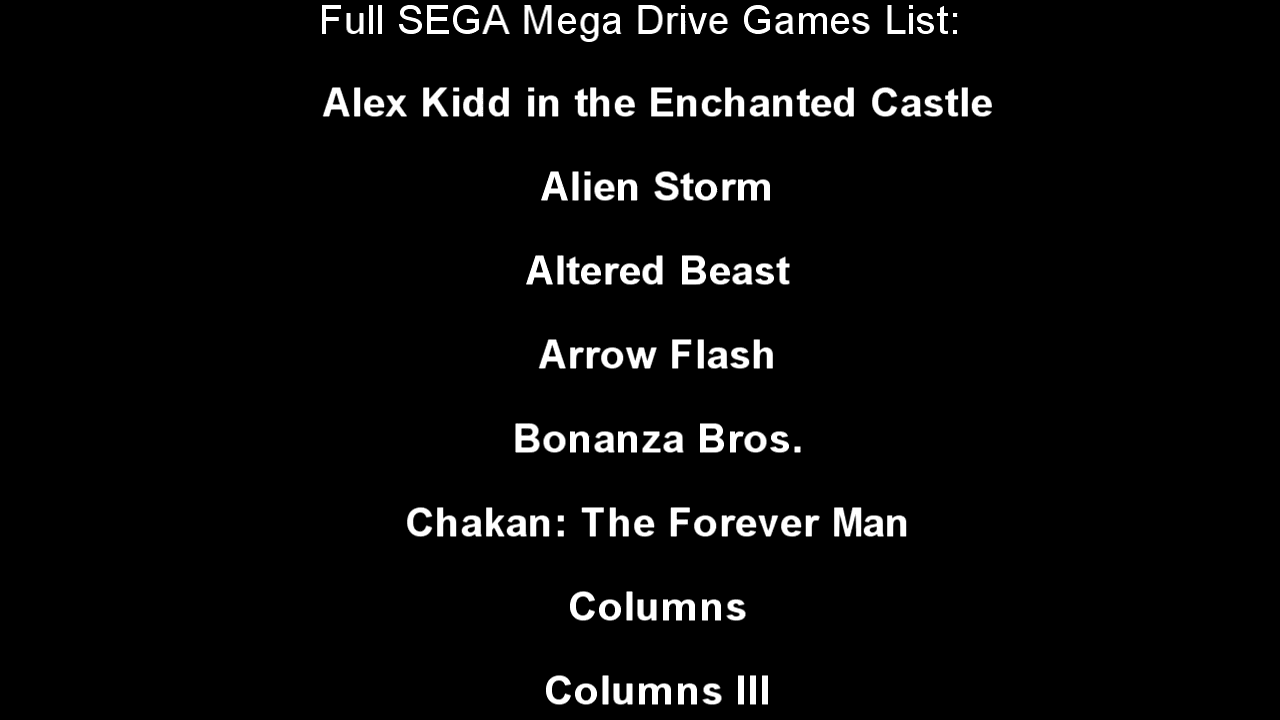 Full SEGA Mega Drive Games List:
Alex Kidd in the Enchanted Castle
Alien Storm
Altered Beast
Arrow Flash
Bonanza Bros.
Chakan: The Forever Man
Columns
Columns III